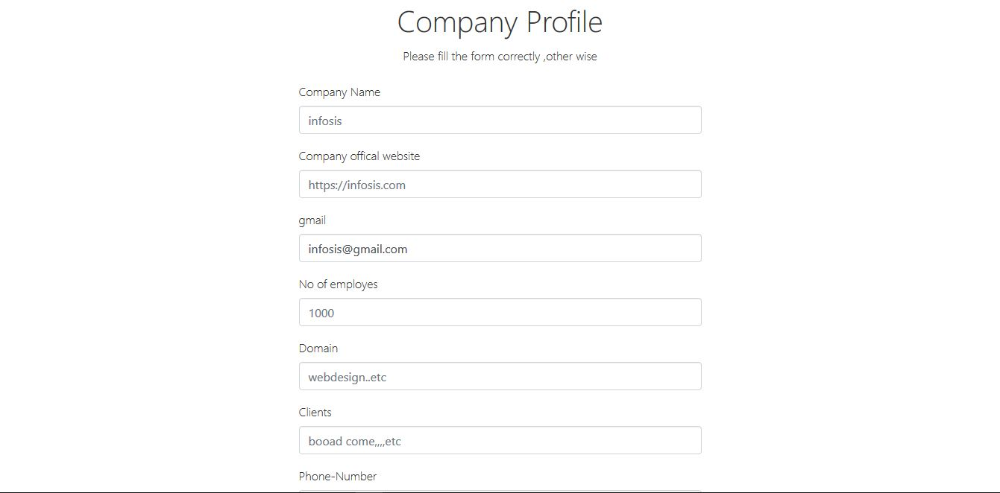 Company Profile
Please fill the form correctly ,other wise
Company Name
infosis
Company offical website
https://infosis.com
gmail
infosis@gmail.com
No of employes
1000
Domain
webdesign..etc
Clients
booad come,,,,etc
Phone-Number